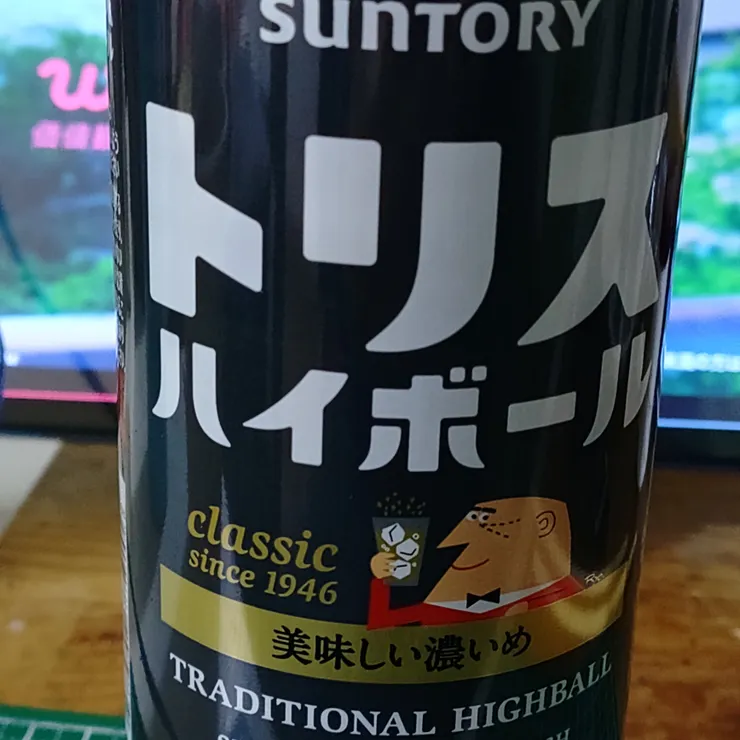 SUNTORY
トリス
ハイボール
classic
since 1946
美味しい濃いめ
TRADITIONAL HIGHBALL